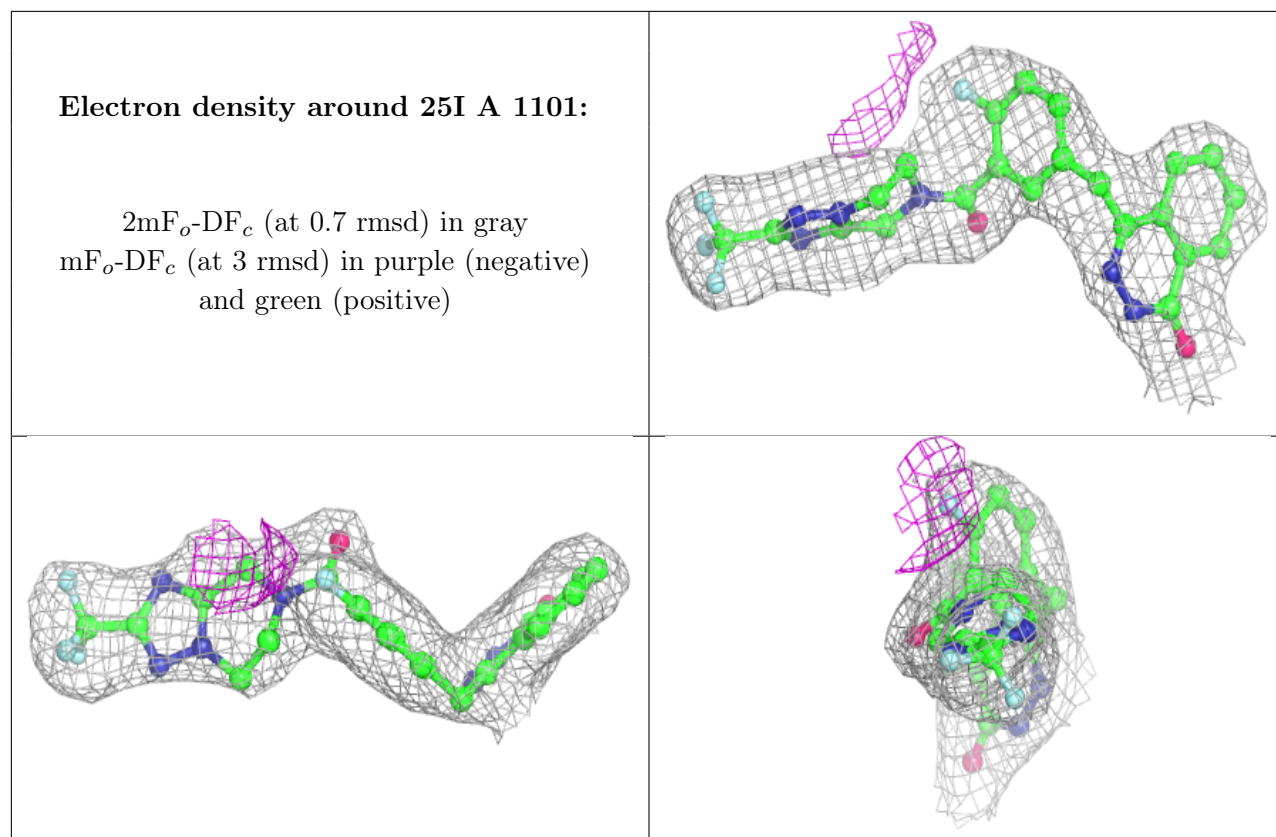 Electron density around 25I A 1101:
2mFo-DFc (at 0.7 rmsd) in gray
mFo-DFc (at 3 rmsd) in purple (negative)
and green (positive)